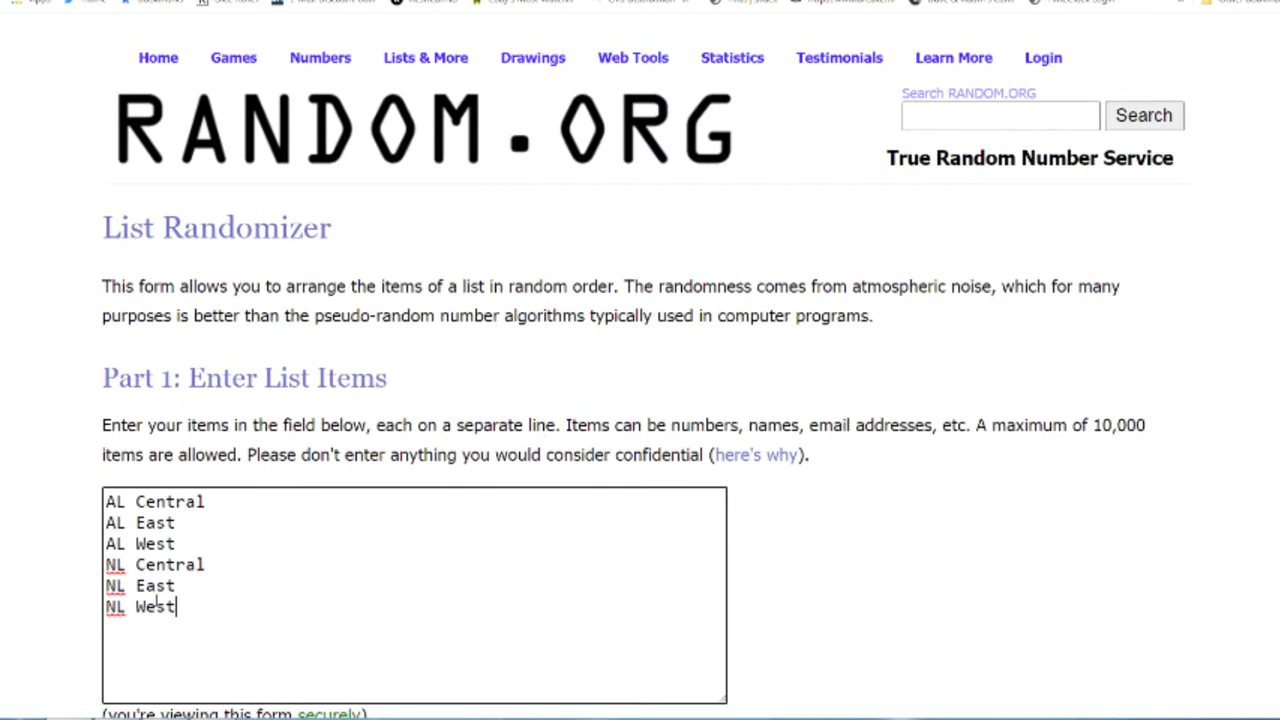 Home Games Numbers Lists & More Drawings Web Tools Statistics Testimonials Learn More Login
RANDOM.ORG
Search RANDOM.ORG
Search
True Random Number Service
List Randomizer
This form allows you to arrange the items of a list in random order. The randomness comes from atmospheric noise, which for many
purposes is better than the pseudo-random number algorithms typically used in computer programs.
Part 1: Enter List Items
Enter your items in the field below, each on a separate line. Items can be numbers, names, email addresses, etc. A maximum of 10,000
items are allowed. Please don't enter anything you would consider confidential (here's why).
AL Central
AL East
AL West
NL Central
NL East
NL West
(you're viewing this form securely)